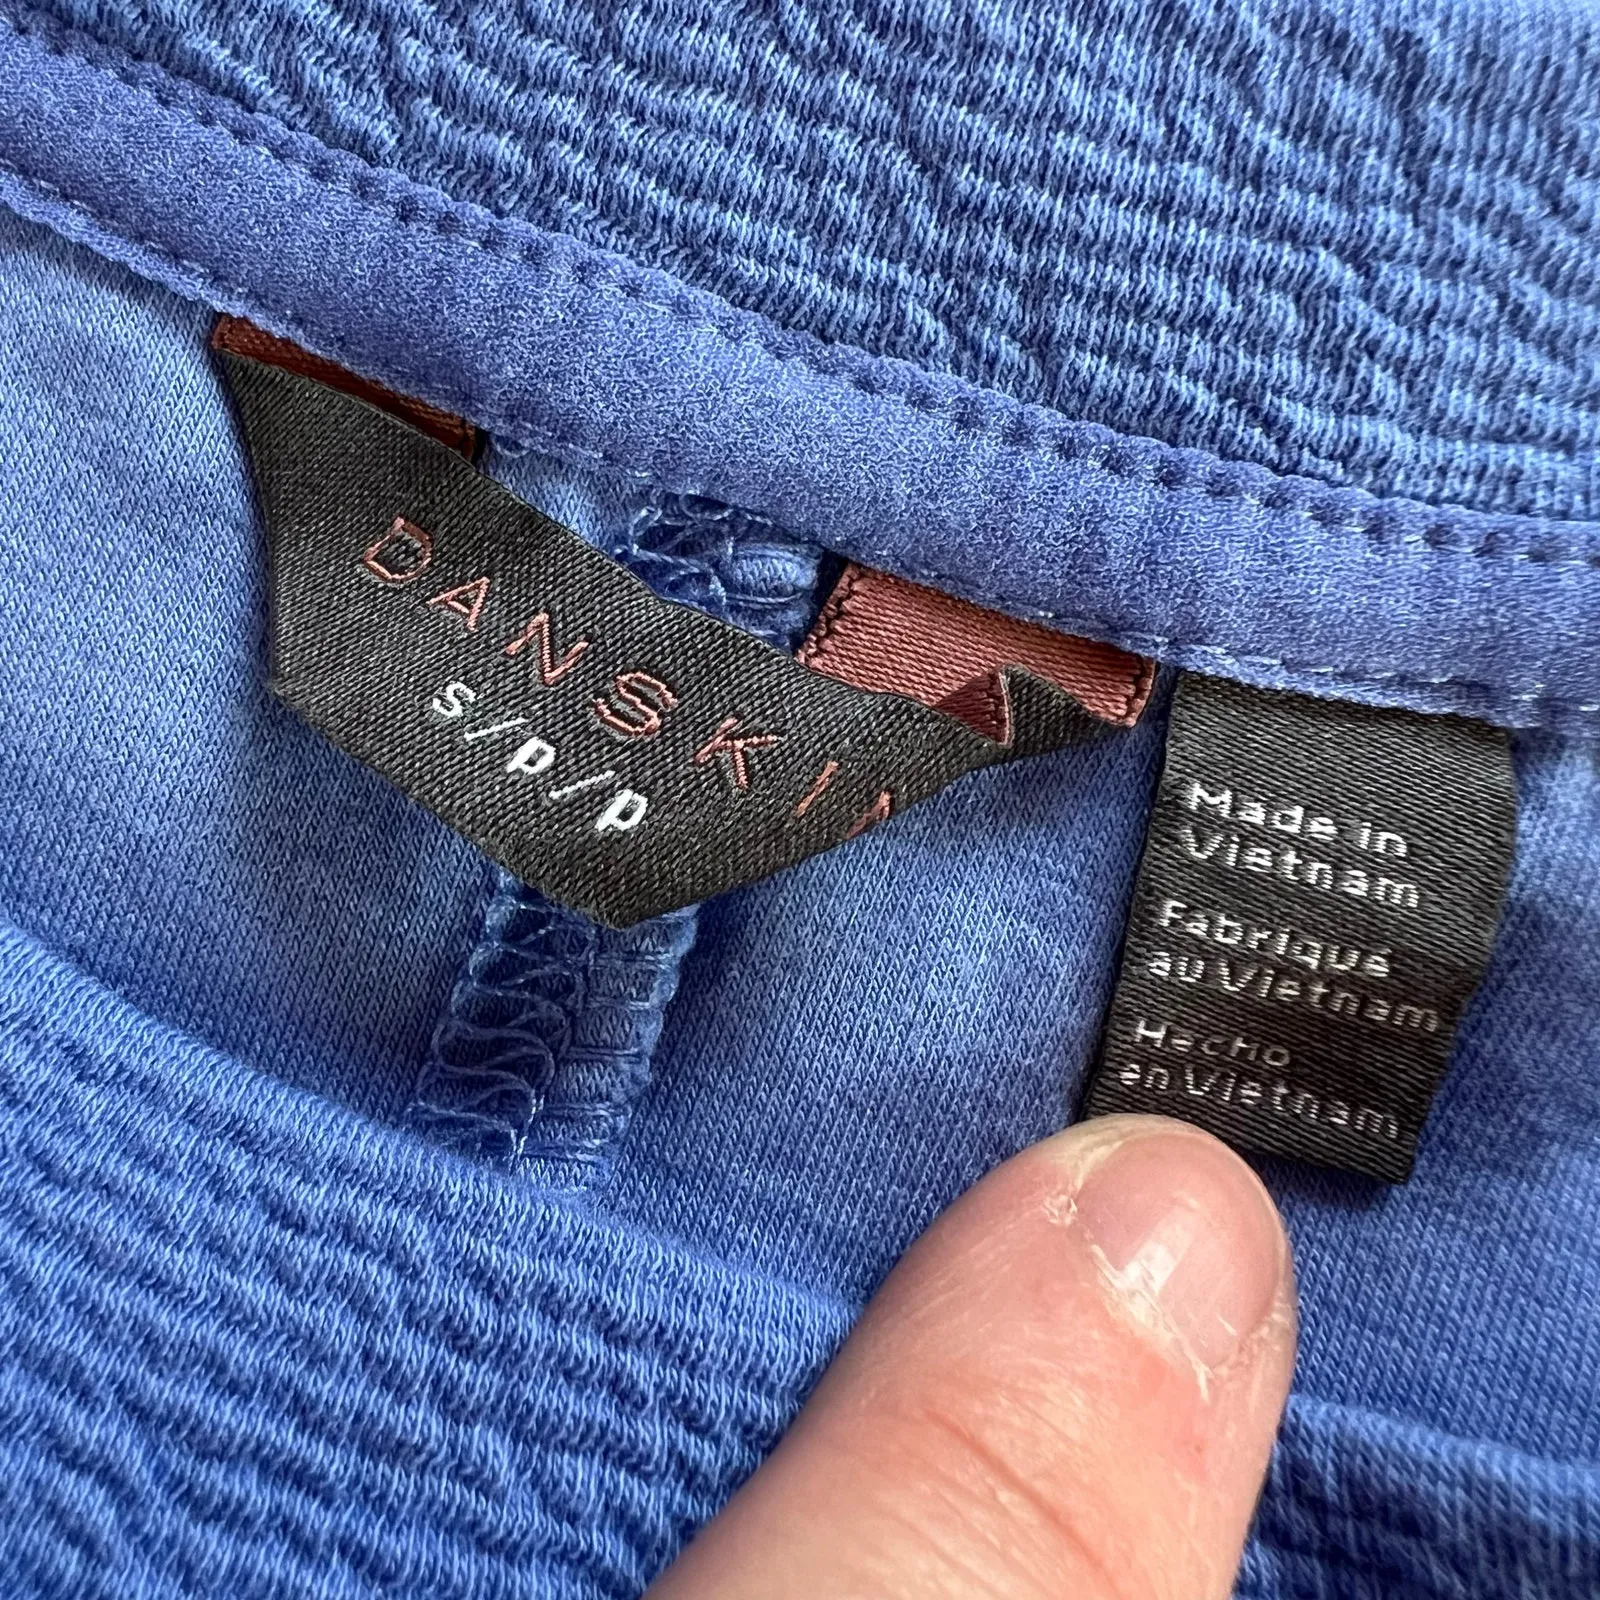 DANSKIN
s/p/p
Made in
Vietnam
Fabriqué
au Vietnam
Hecho
en Vietnam